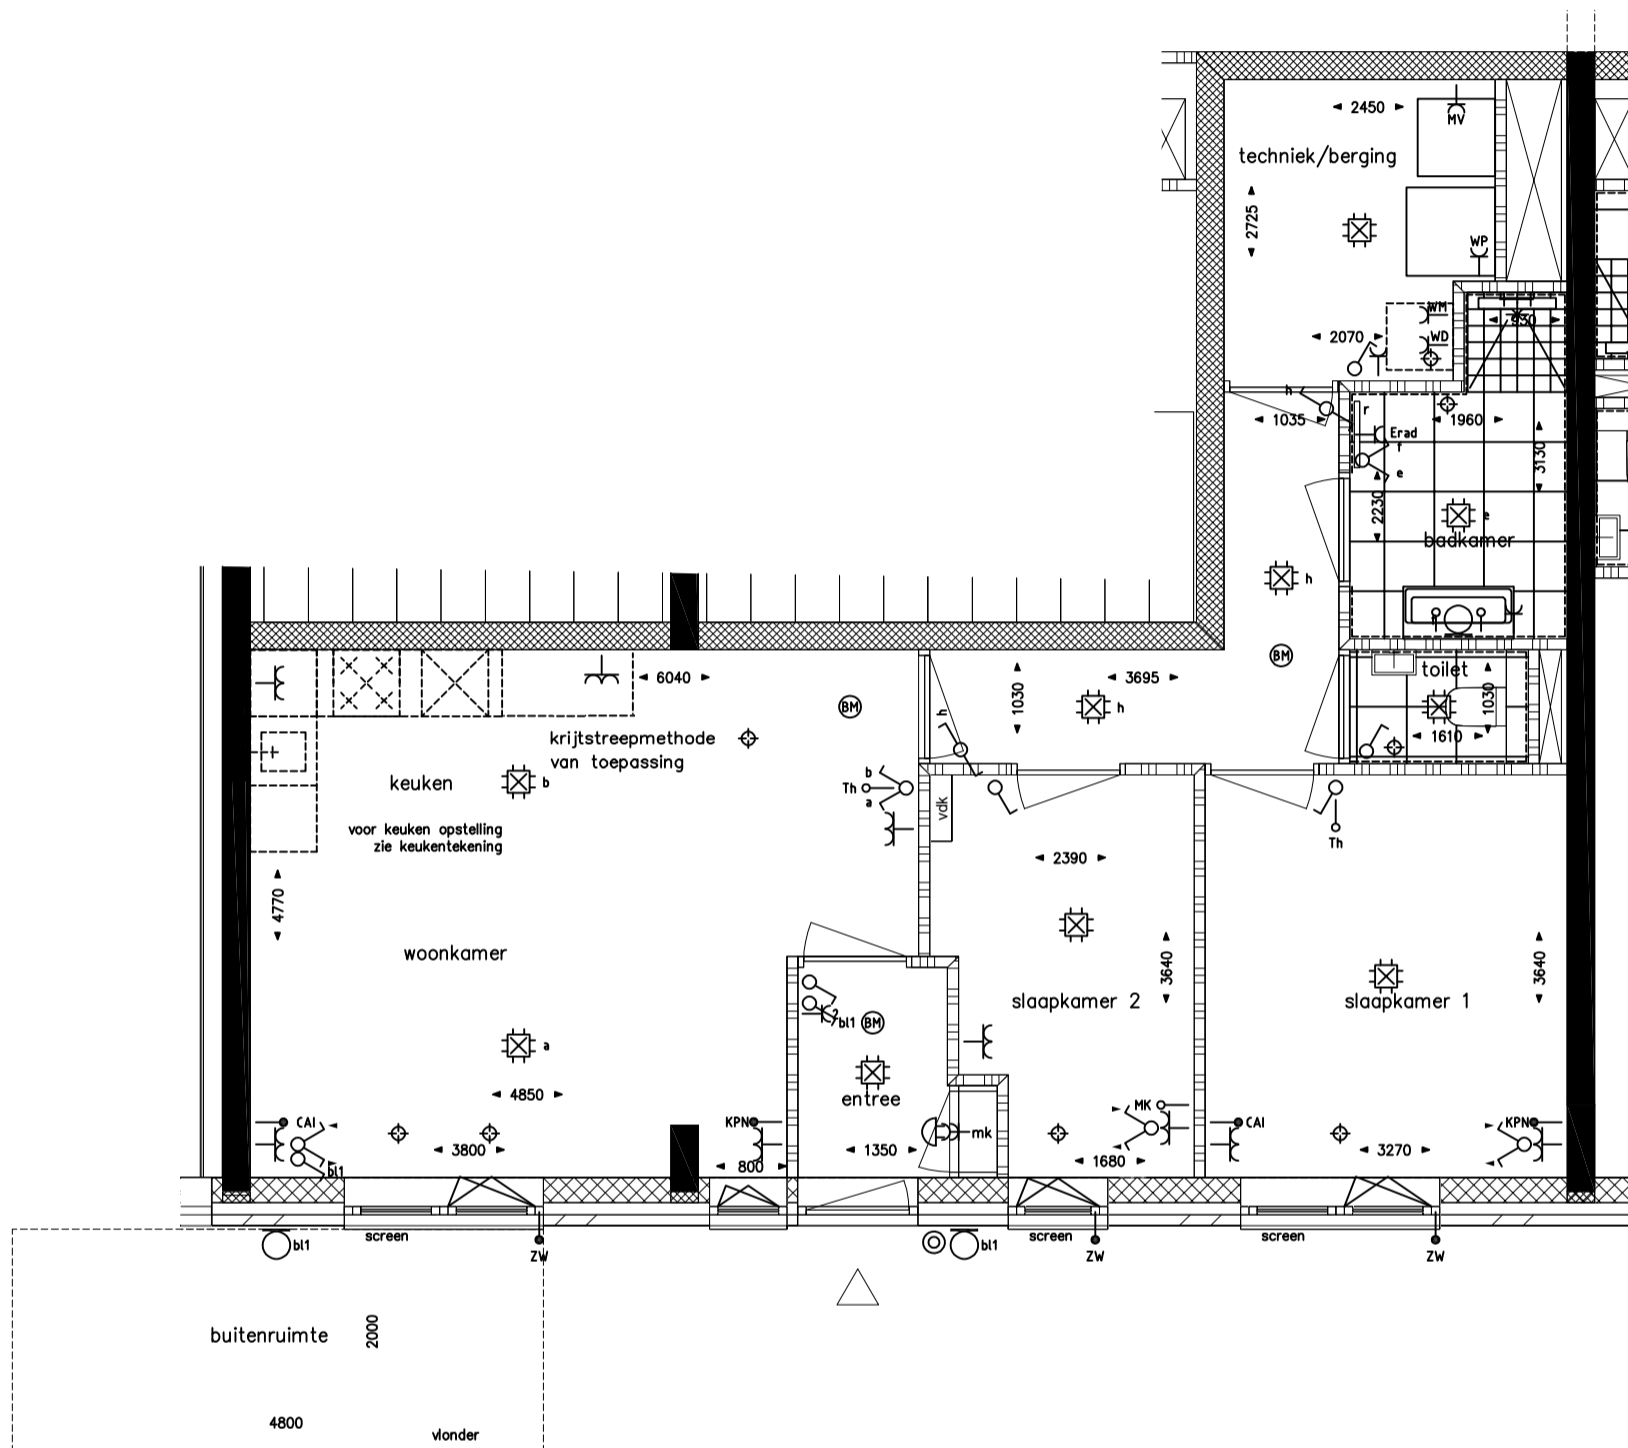 2450
MV
techniek/berging
2725
WP
WM
930
WD
2070
h
r
1035
1960
Erad
f
3130
e
2230
e
badkamer
h
BM
toilet
6040
1030
3695
1030
BM
h
h
1610
krijtstreepmethode
van toepassing
keuken
b
b
Th
a
vdk
voor keuken opstelling
zie keukentekening
Th
2390
4770
woonkamer
3640
3640
slaapkamer 2
slaapkamer 1
2
bl1
BM
a
4850
entree
MK
CAI
KPN
mk
CAI
KPN
3800
1350
1680
3270
bl1
800
screen
screen
screen
bl1
bl1
ZW
ZW
ZW
buitenruimte
2000
4800
vlonder